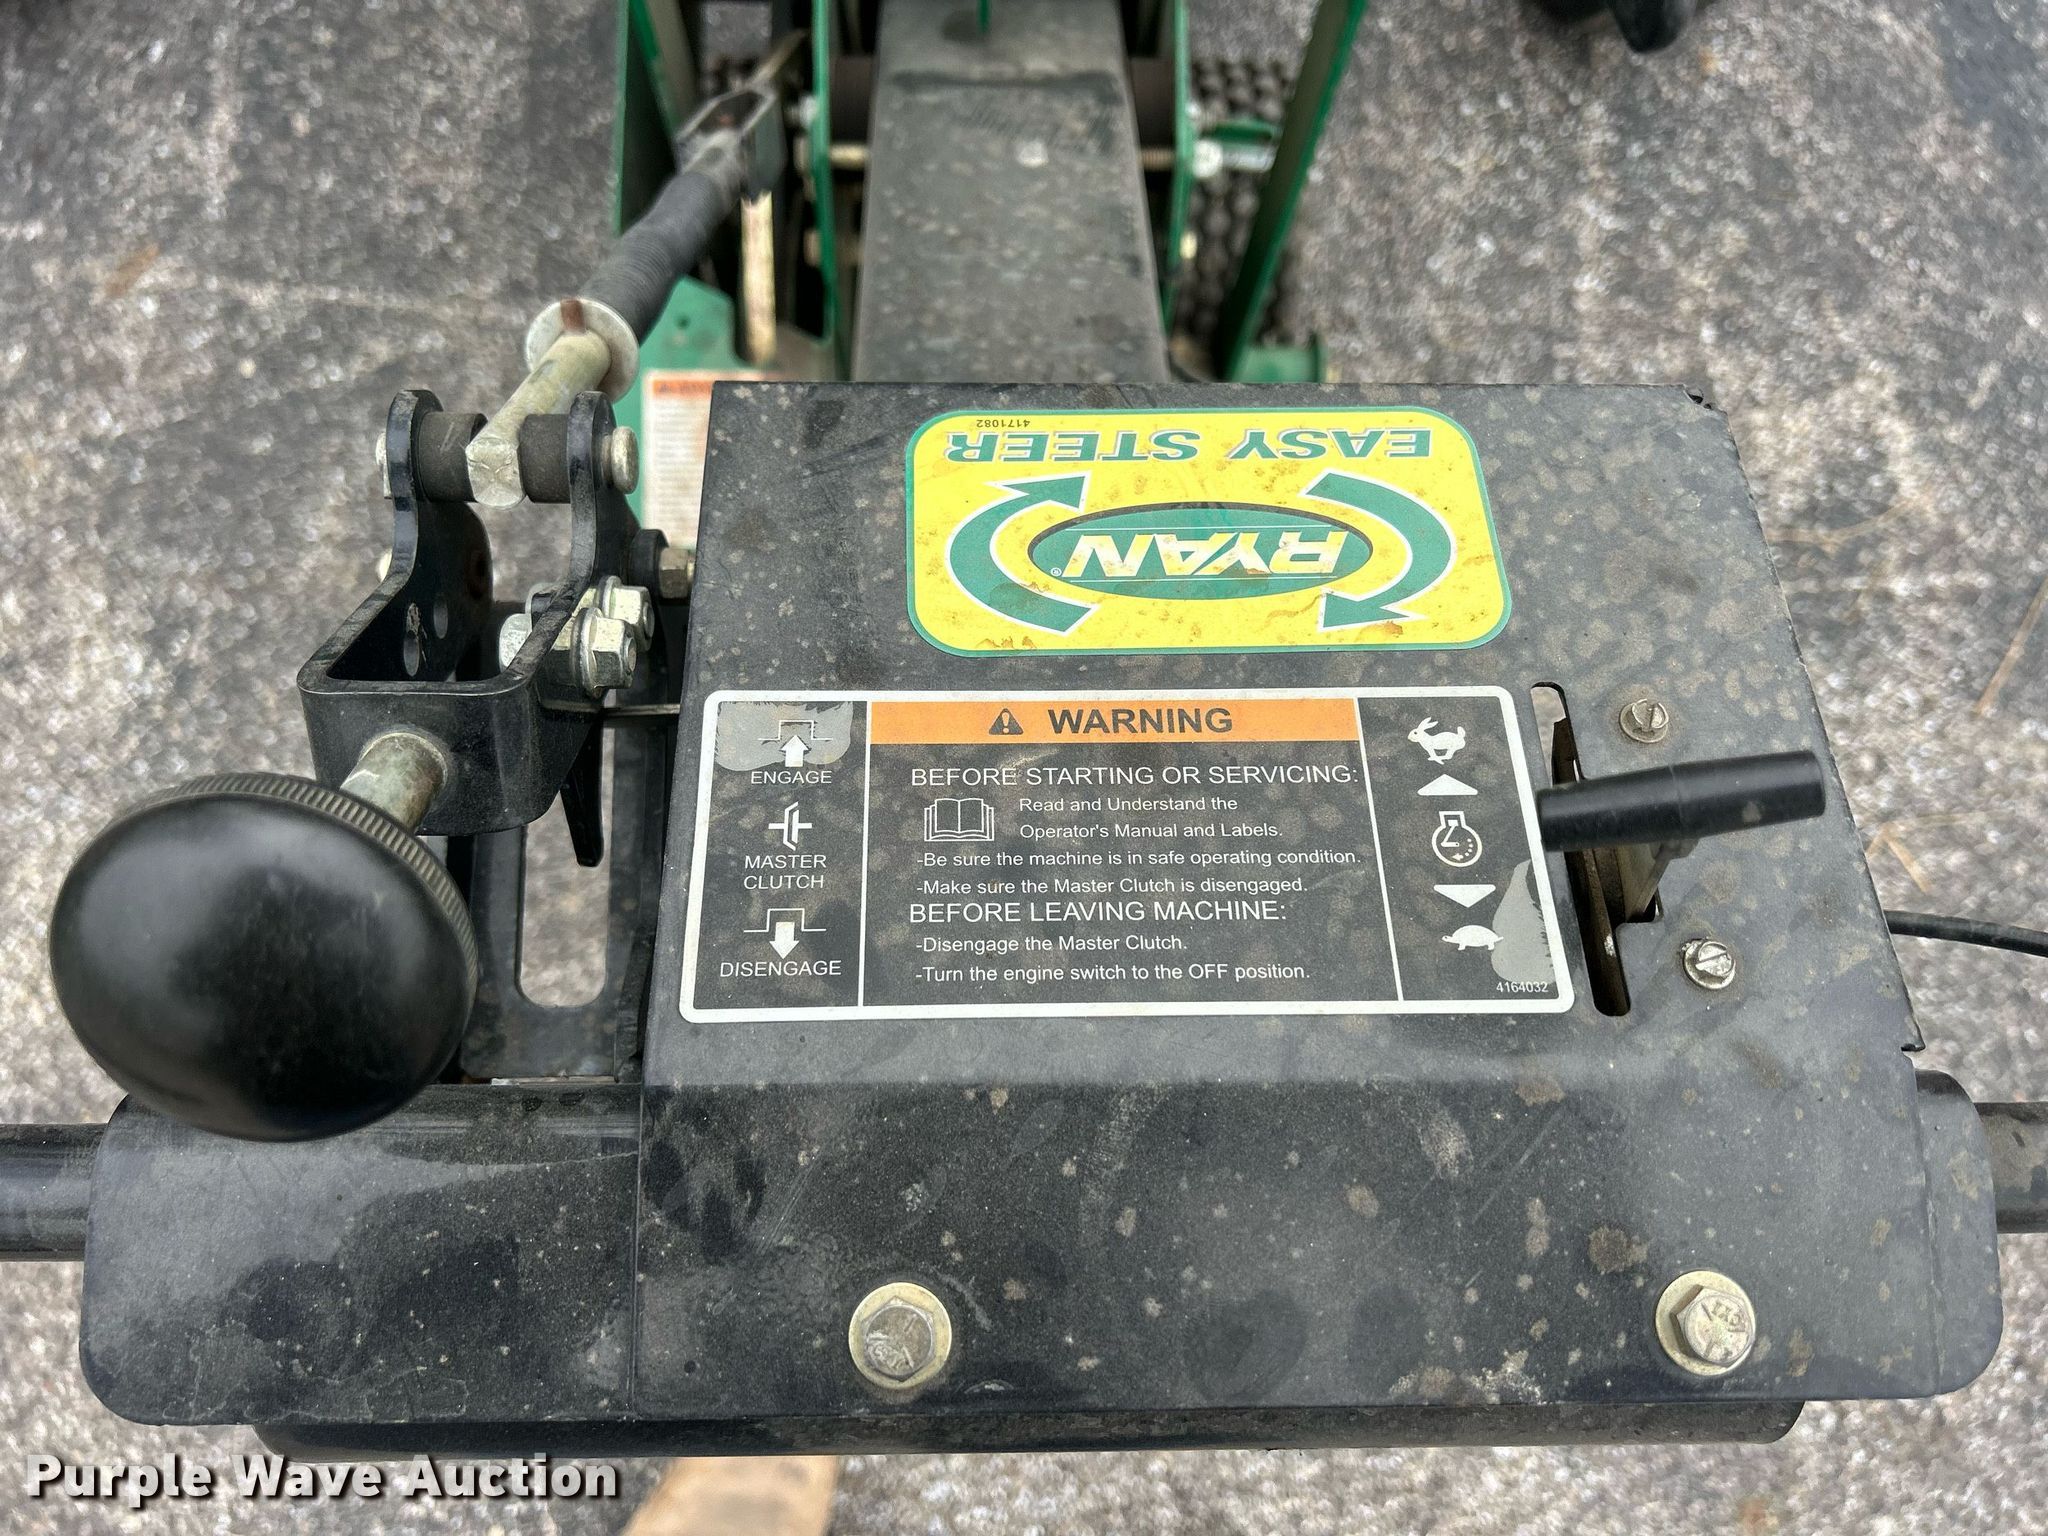 EASY STEER
4171082
RYAN®
ENGAGE
MASTER
CLUTCH
DISENGAGE
WARNING
BEFORE STARTING OR SERVICING:
Read and Understand the
Operator's Manual and Labels.
-Be sure the machine is in safe operating condition.
-Make sure the Master Clutch is disengaged.
BEFORE LEAVING MACHINE:
-Disengage the Master Clutch.
-Turn the engine switch to the OFF position.
4164032
Purple Wave Auction